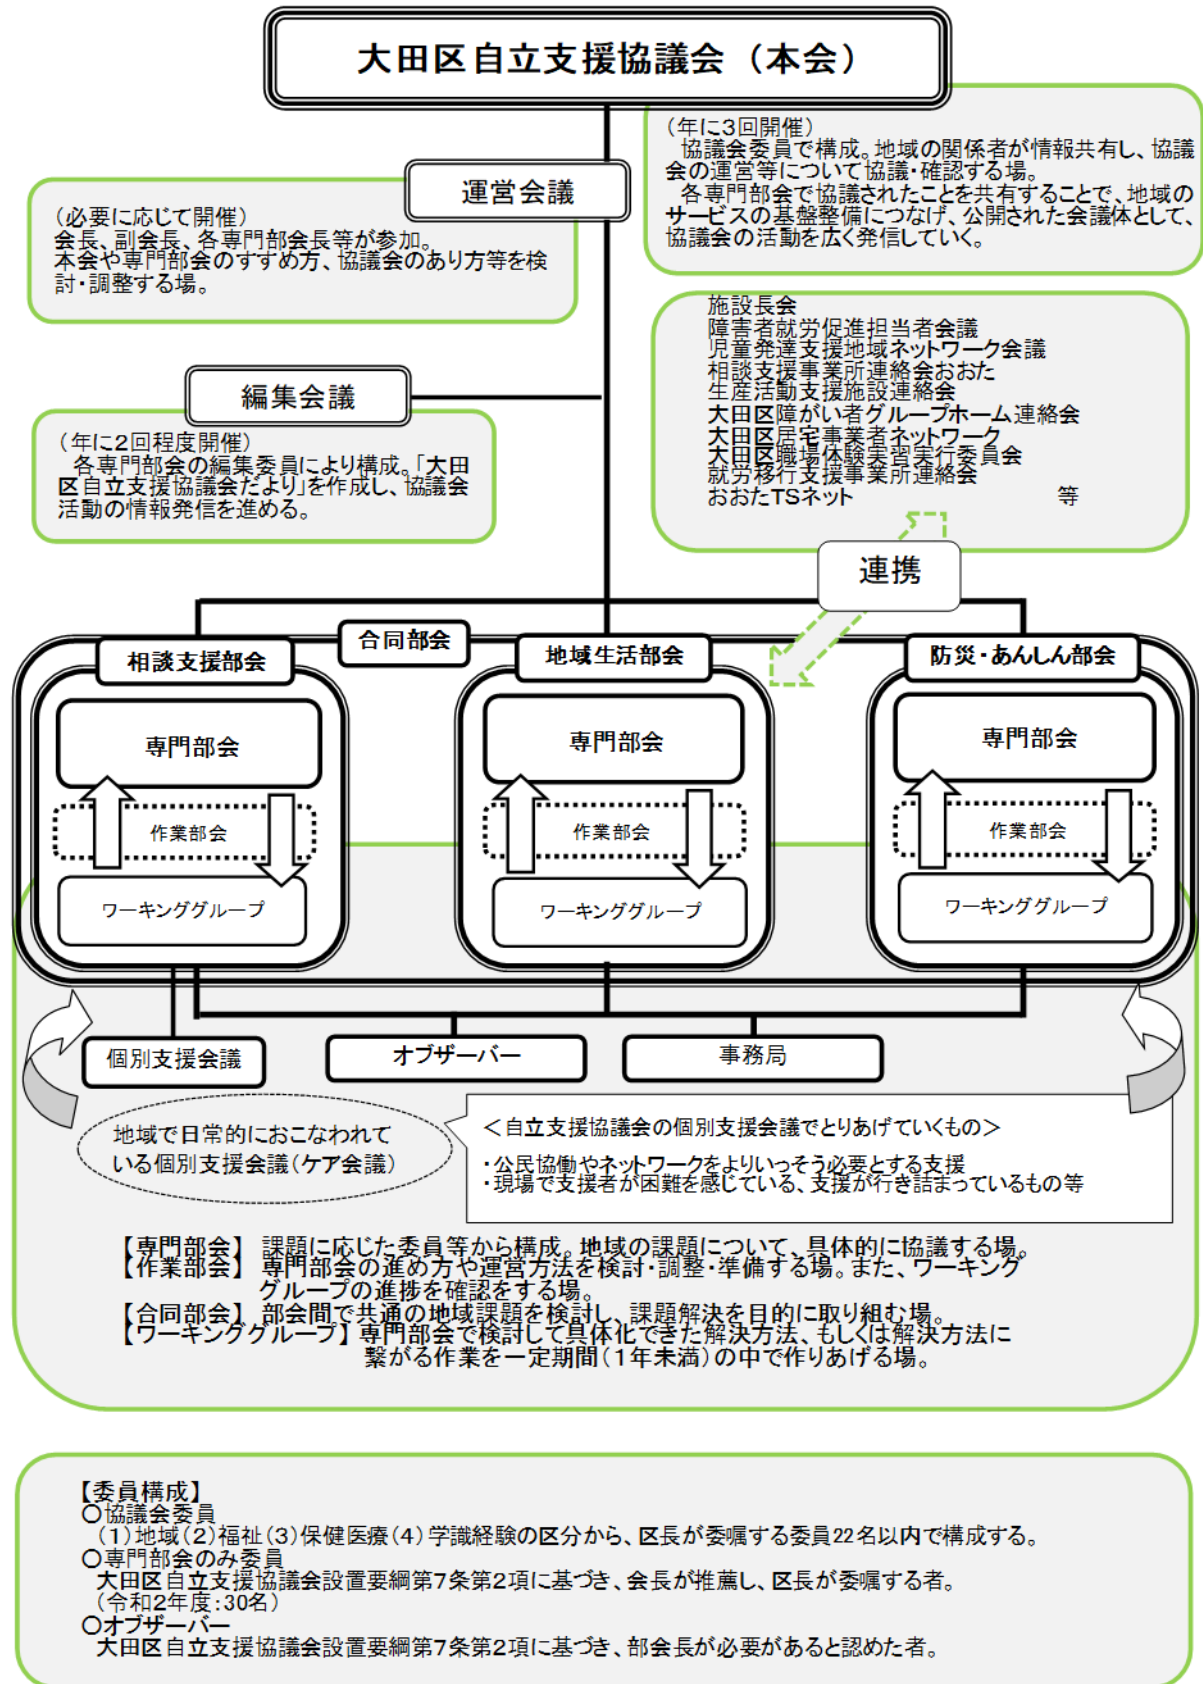 大田区自立支援協議会（本会）
（年に3回開催）
協議会委員で構成。地域の関係者が情報共有し、協議
会の運営等について協議・確認する場。
各専門部会で協議されたことを共有することで、地域の
サービスの基盤整備につなげ、公開された会議体として、
協議会の活動を広く発信していく。
運営会議
（必要に応じて開催）
会長、副会長、各専門部会長等が参加。
本会や専門部会のすすめ方、協議会のあり方等を検
討・調整する場。
施設長会
障害者就労促進担当者会議
児童発達支援地域ネットワーク会議
相談支援事業所連絡会おおた
生産活動支援施設連絡会
大田区障がい者グループホーム連絡会
大田区居宅事業者ネットワーク
大田区職場体験実習実行委員会
就労移行支援事業所連絡会
おおたTSネット 等
編集会議
（年に2回程度開催）
各専門部会の編集委員により構成。「大田
区自立支援協議会だより」を作成し、協議会
活動の情報発信を進める。
連携
合同部会
相談支援部会
専門部会
作業部会
ワーキンググループ
地域生活部会
専門部会
作業部会
ワーキンググループ
防災・あんしん部会
専門部会
作業部会
ワーキンググループ
個別支援会議
オブザーバー
事務局
地域で日常的におこなわれて
いる個別支援会議（ケア会議）
＜自立支援協議会の個別支援会議でとりあげていくもの＞
・公民協働やネットワークをよりいっそう必要とする支援
・現場で支援者が困難を感じている、支援が行き詰まっているもの等
【専門部会】 課題に応じた委員等から構成。地域の課題について、具体的に協議する場。
【作業部会】 専門部会の進め方や運営方法を検討・調整・準備する場。また、ワーキング
グループの進捗を確認をする場。
【合同部会】 部会間で共通の地域課題を検討し、課題解決を目的に取り組む場。
【ワーキンググループ】専門部会で検討して具体化できた解決方法、もしくは解決方法に
繋がる作業を一定期間（１年未満）の中で作りあげる場。
【委員構成】
〇協議会委員
（1）地域（2）福祉（3）保健医療（4）学識経験の区分から、区長が委嘱する委員22名以内で構成する。
〇専門部会のみ委員
大田区自立支援協議会設置要綱第7条第2項に基づき、会長が推薦し、区長が委嘱する者。
（令和2年度：30名）
〇オブザーバー
大田区自立支援協議会設置要綱第7条第2項に基づき、部会長が必要があると認めた者。